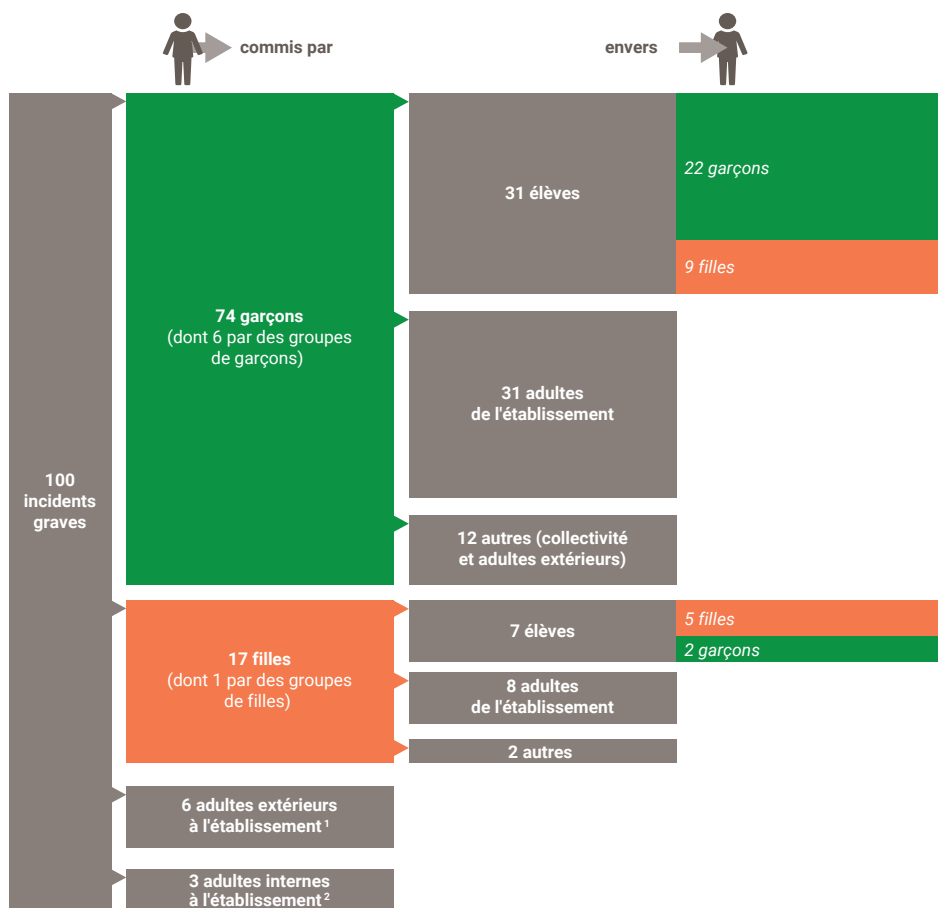 commis par
envers
100
incidents
graves
74 garçons
(dont 6 par des groupes
de garçons)
31 élèves
22 garçons
9 filles
31 adultes
de l'établissement
12 autres (collectivité
et adultes extérieurs)
17 filles
(dont 1 par des groupes
de filles)
7 élèves
5 filles
2 garçons
8 adultes
de l'établissement
2 autres
6 adultes extérieurs
à l'établissement ¹
3 adultes internes
à l'établissement ²